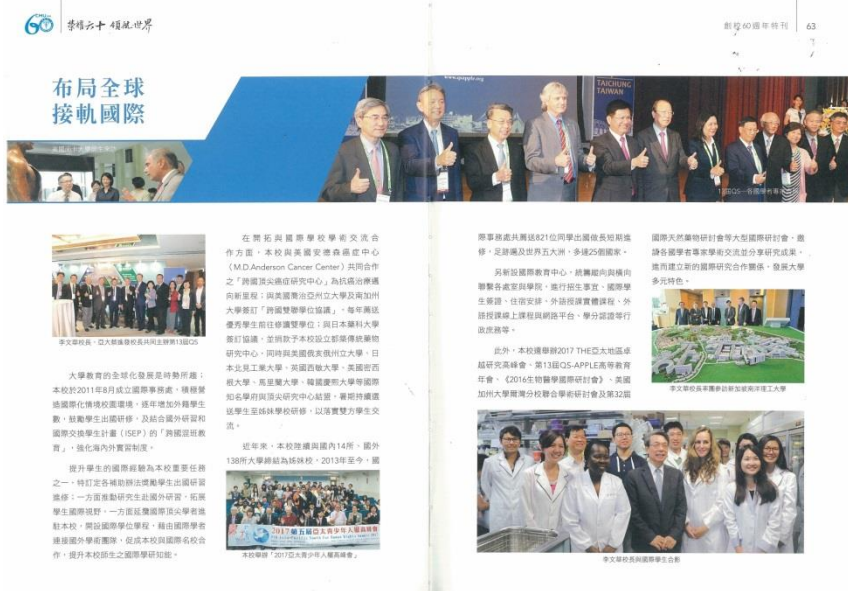 60
榮耀六十 領航世界
創校60週年特刊 63
布局全球
接軌國際
TAICHUNG
TAIWAN
李文華校長、亞大蔡進發校長共同主辦第13屆QS
大學教育的全球化發展是時勢所趨；
本校於2011年8月成立國際事務處，積極營
造國際化情境校園環境，逐年增加外籍學生
數，鼓勵學生出國研修，及結合國外研習和
國際交換學生計畫（ISEP）的「跨國混班教
育」，強化海內外實習制度。
提升學生的國際經驗為本校重要任務
之一，特訂定各補助辦法獎勵學生出國研習
進修；一方面推動研究生赴國外研習，拓展
學生國際視野，一方面延攬國際頂尖學者進
駐本校，開設國際學位學程，藉由國際學者
連接國外學術團隊，促成本校與國際名校合
作，提升本校師生之國際學研知能。
在開拓與國際學校學術交流合
作方面，本校與美國安德森癌症中心
（M.D.Anderson Cancer Center）共同合作
之「跨國頂尖癌症研究中心」為抗癌治療邁
向新里程；與美國喬治亞州立大學及南加州
大學簽訂「跨國雙聯學位協議」，每年薦送
優秀學生前往修讀雙學位；與日本藥科大學
簽訂協議，並捐款予本校設立都築傳統藥物
研究中心。同時與美國俄亥俄州立大學、日
本北見工業大學、英國西敏大學、美國密西
根大學、馬里蘭大學、韓國慶熙大學等國際
知名學府與頂尖研究中心結盟，暑期持續選
送學生至姊妹學校研修，以落實雙方學生交
流。
近年來，本校陸續與國內14所、國外
138所大學締結為姊妹校，2013年至今，國
2017 第五屆亞太青少年人權高峰會
本校舉辦「2017亞太青少年人權高峰會」
際事務處共薦送821位同學出國做長短期進
修，足跡遍及世界五大洲，多達25個國家。
另新設國際教育中心，統籌縱向與橫向
聯繫各處室與學院，進行招生事宜、國際學
生簽證、住宿安排、外語授課實體課程、外
語授課線上課程與網路平台、學分認證等行
政庶務等。
此外，本校還舉辦2017 THE亞太地區卓
越研究高峰會、第13屆QS-APPLE高等教育
年會、《2016生物醫學國際研討會》、美國
加州大學爾灣分校聯合學術研討會及第32屆
國際天然藥物研討會等大型國際研討會，邀
請各國學者專家學術交流並分享研究成果，
進而建立新的國際研究合作關係，發展大學
多元特色。
李文華校長率團參訪新加坡南洋理工大學
李文華校長與國際學生合影